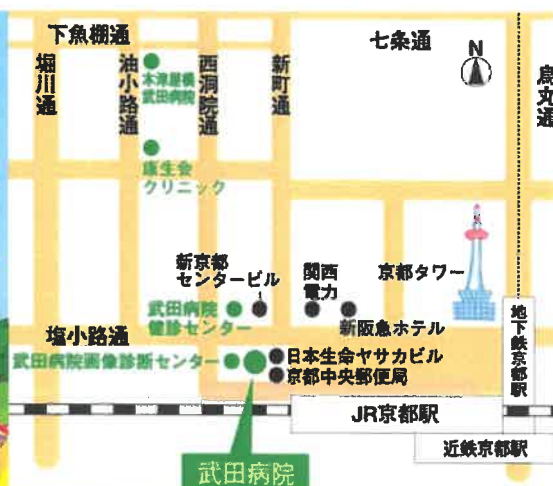 下魚棚通
七条通
N
堀川通
油小路通
木津屋橋
武田病院
西洞院通
新町通
烏丸通
康生会
クリニック
新京都
センタービル
関西
電力
京都タワー
武田病院
健診センター
新阪急ホテル
地下鉄京都駅
塩小路通
日本生命ヤサカビル
武田病院画像診断センター
京都中央郵便局
JR京都駅
近鉄京都駅
武田病院